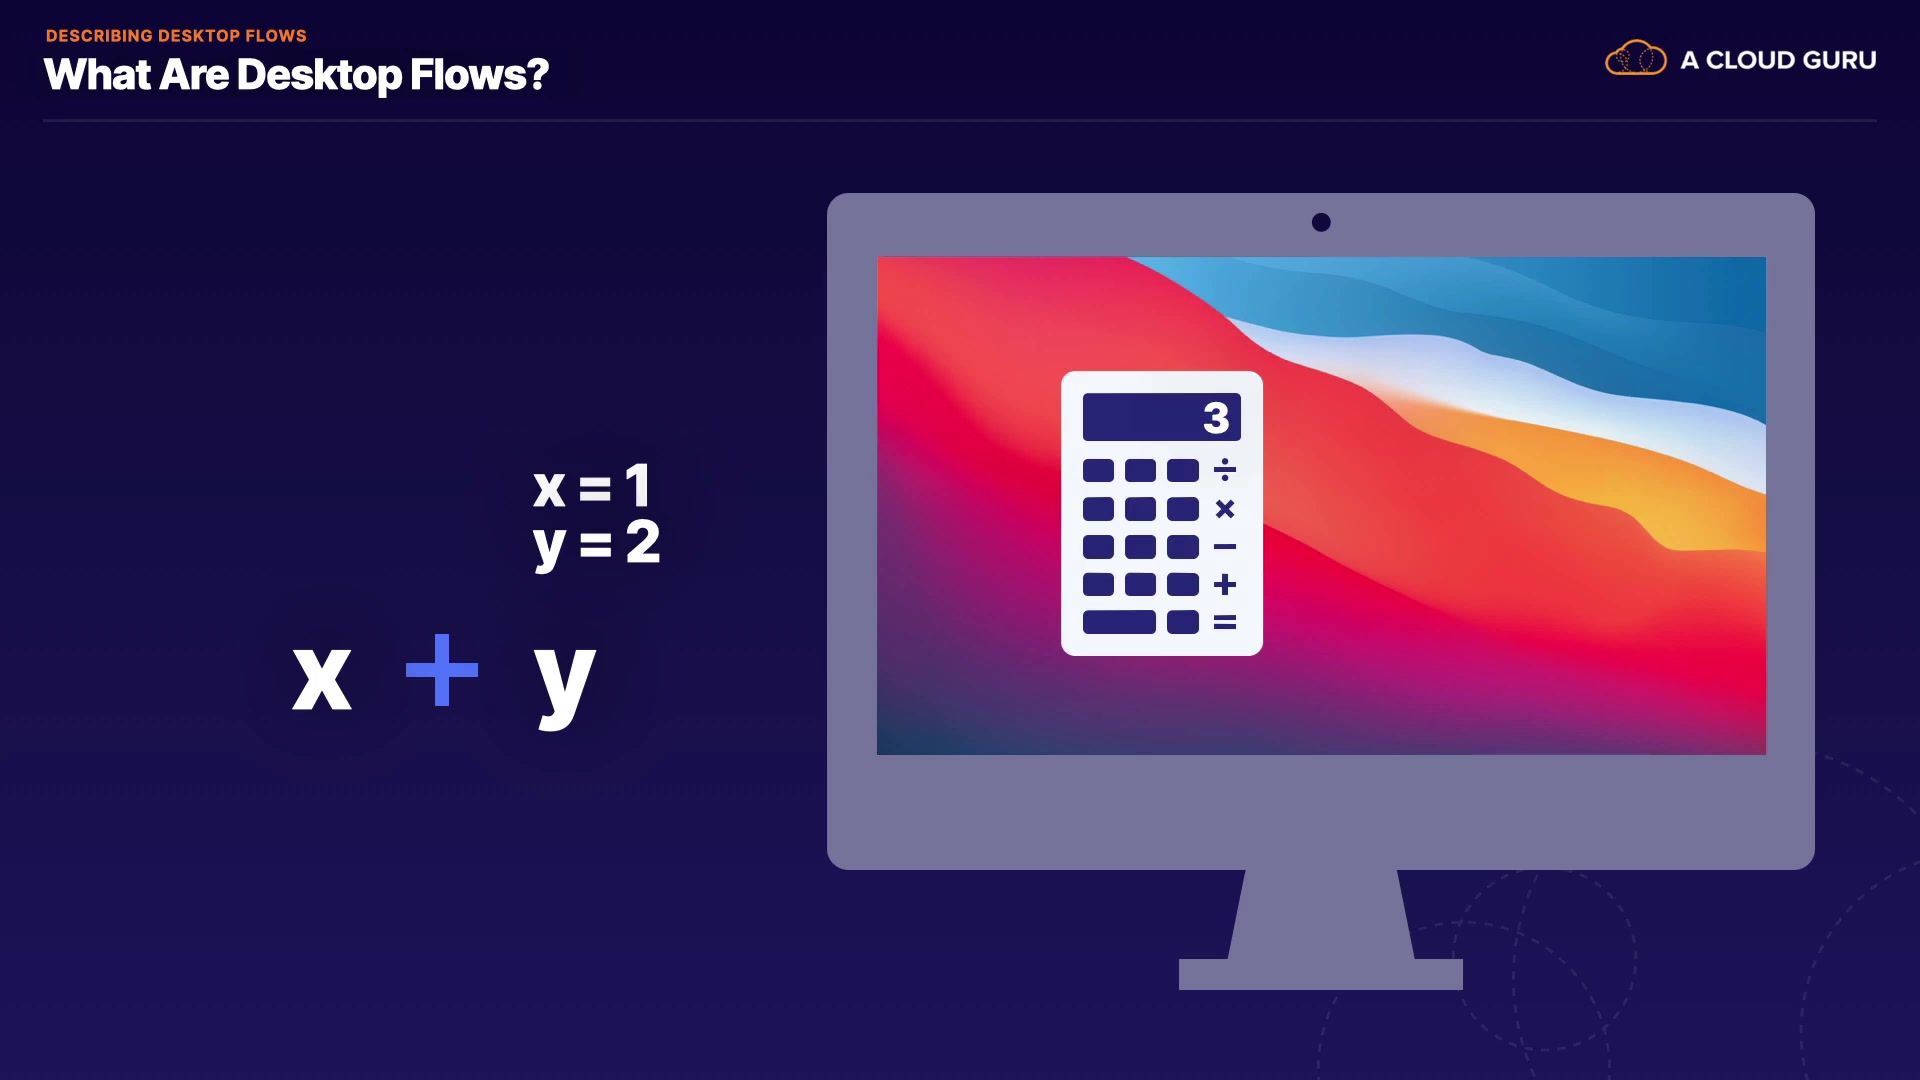 DESCRIBING DESKTOP FLOWS
What Are Desktop Flows?
A CLOUD GURU
x = 1
y = 2
x + y
3
÷
×
−
+
=